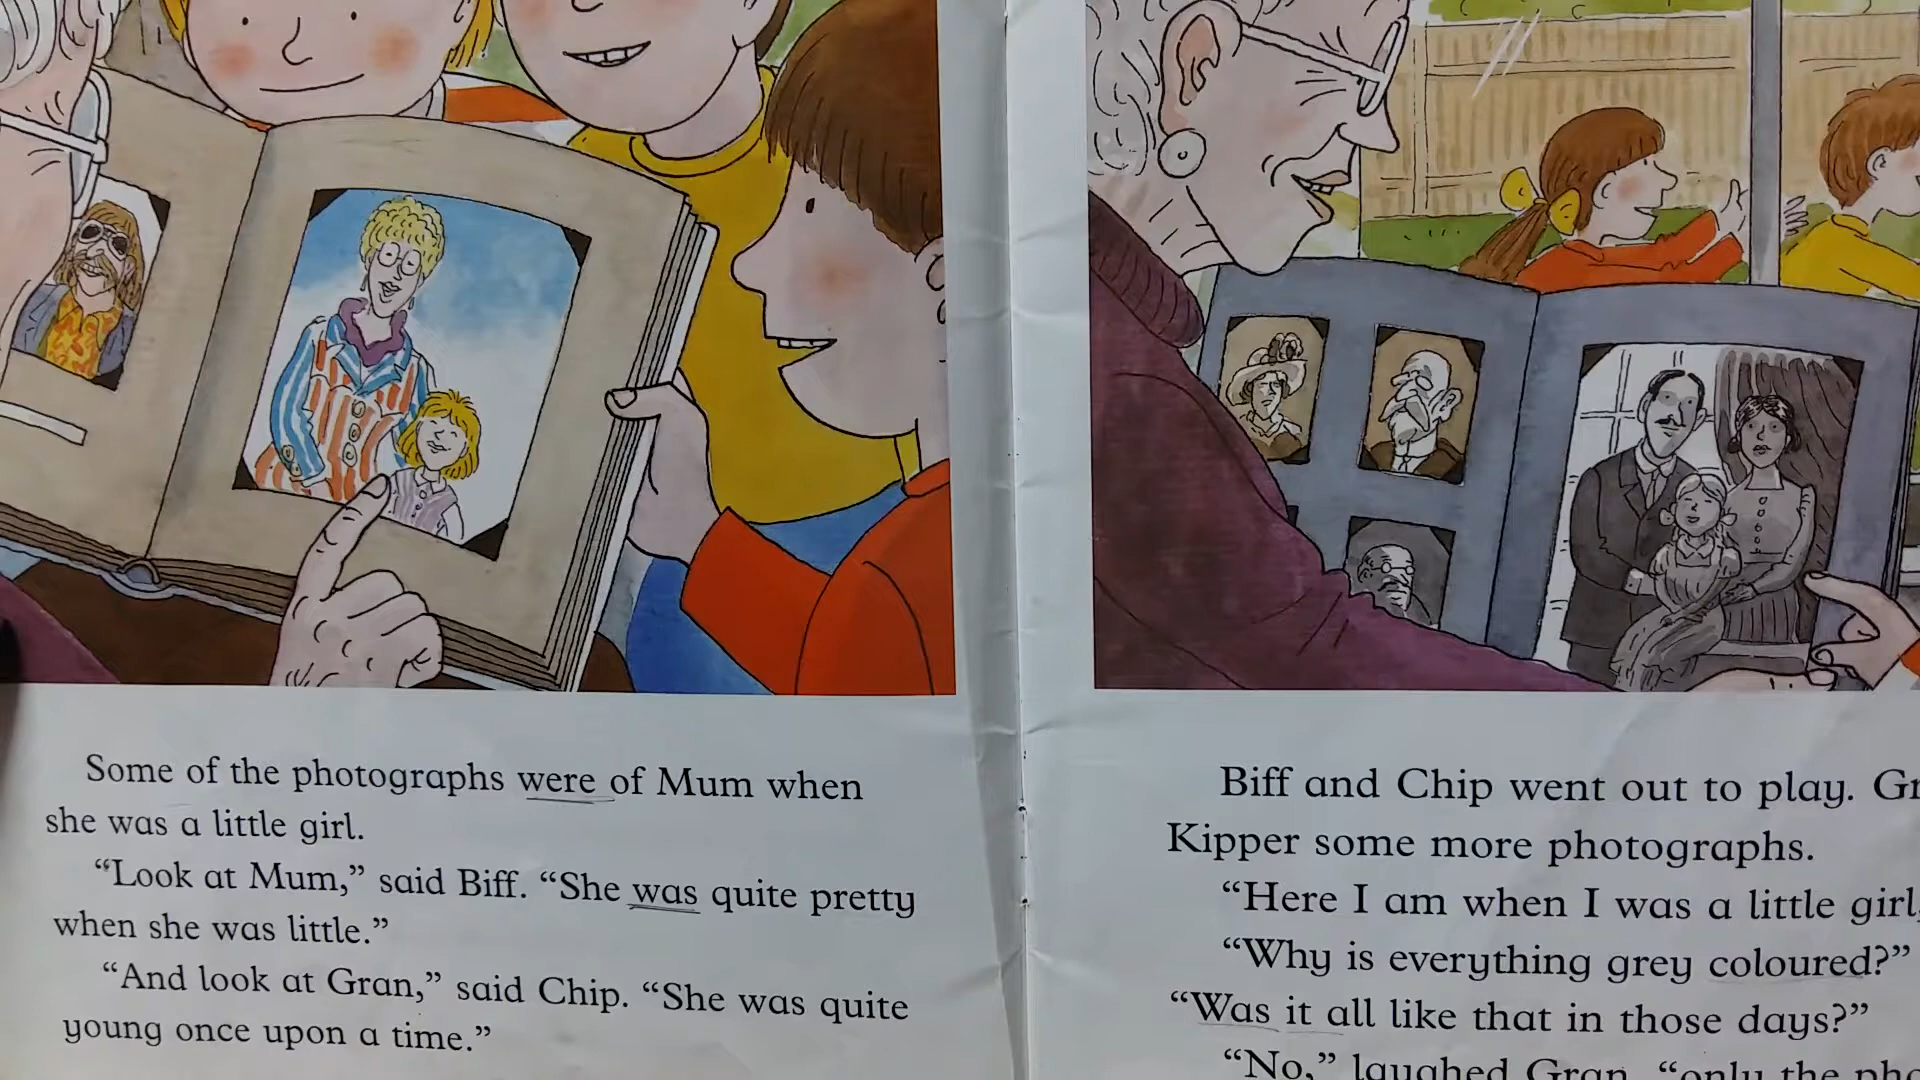 Some of the photographs were of Mum when
she was a little girl.
“Look at Mum,” said Biff. “She was quite pretty
when she was little.”
“And look at Gran,” said Chip. “She was quite
young once upon a time.”
Biff and Chip went out to play.
Kipper some more photographs.
“Here I am when I was a little girl,
“Why is everything grey coloured?”
“Was it all like that in those days?”
“No,” laughed Gran, “only the